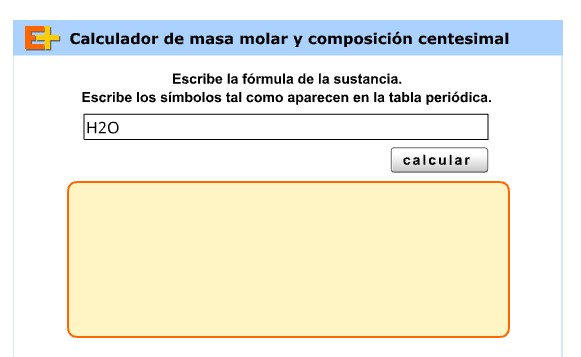 E+ Calculador de masa molar y composición centesimal
Escribe la fórmula de la sustancia.
Escribe los símbolos tal como aparecen en la tabla periódica.
H2O
calcular